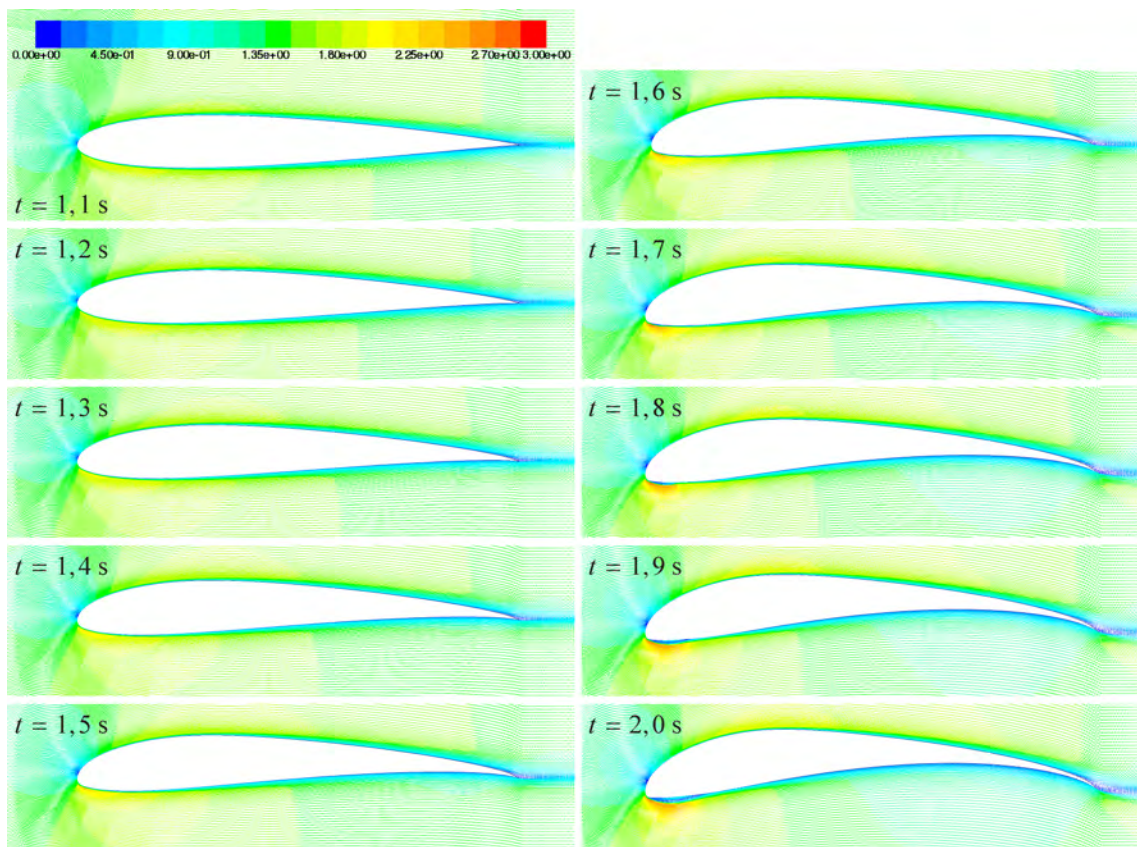 0.00e+00 4.50e-01 9.00e-01 1.35e+00 1.80e+00 2.25e+00 2.70e+00 3.00e+00
t = 1,1 s
t = 1,2 s
t = 1,3 s
t = 1,4 s
t = 1,5 s
t = 1,6 s
t = 1,7 s
t = 1,8 s
t = 1,9 s
t = 2,0 s